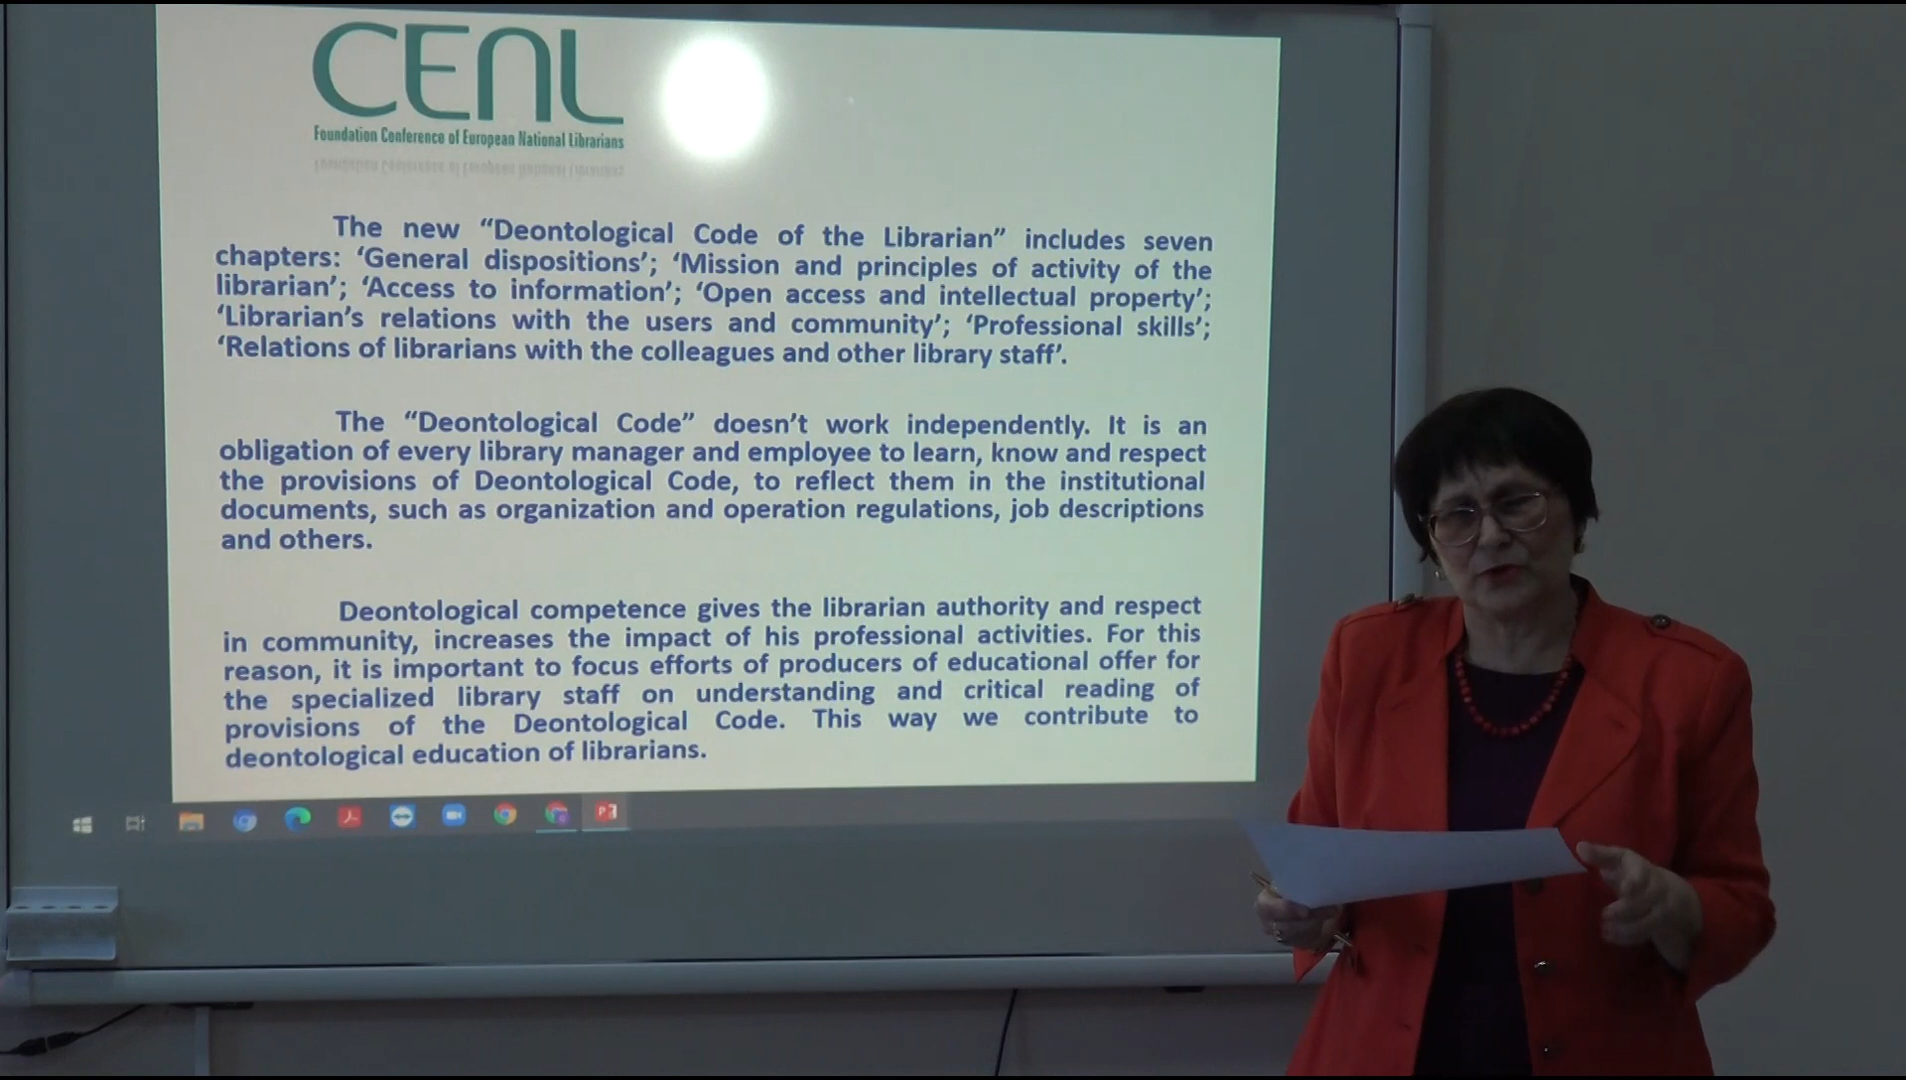 CENL
Foundation Conference of European National Librarians
The new “Deontological Code of the Librarian” includes seven
chapters: ‘General dispositions’; ‘Mission and principles of activity of the
librarian’; ‘Access to information’; ‘Open access and intellectual property’;
‘Librarian’s relations with the users and community’; ‘Professional skills’;
‘Relations of librarians with the colleagues and other library staff’.
The “Deontological Code” doesn’t work independently. It is an
obligation of every library manager and employee to learn, know and respect
the provisions of Deontological Code, to reflect them in the institutional
documents, such as organization and operation regulations, job descriptions
and others.
Deontological competence gives the librarian authority and respect
in community, increases the impact of his professional activities. For this
reason, it is important to focus efforts of producers of educational offer for
the specialized library staff on understanding and critical reading of
provisions of the Deontological Code. This way we contribute to
deontological education of librarians.